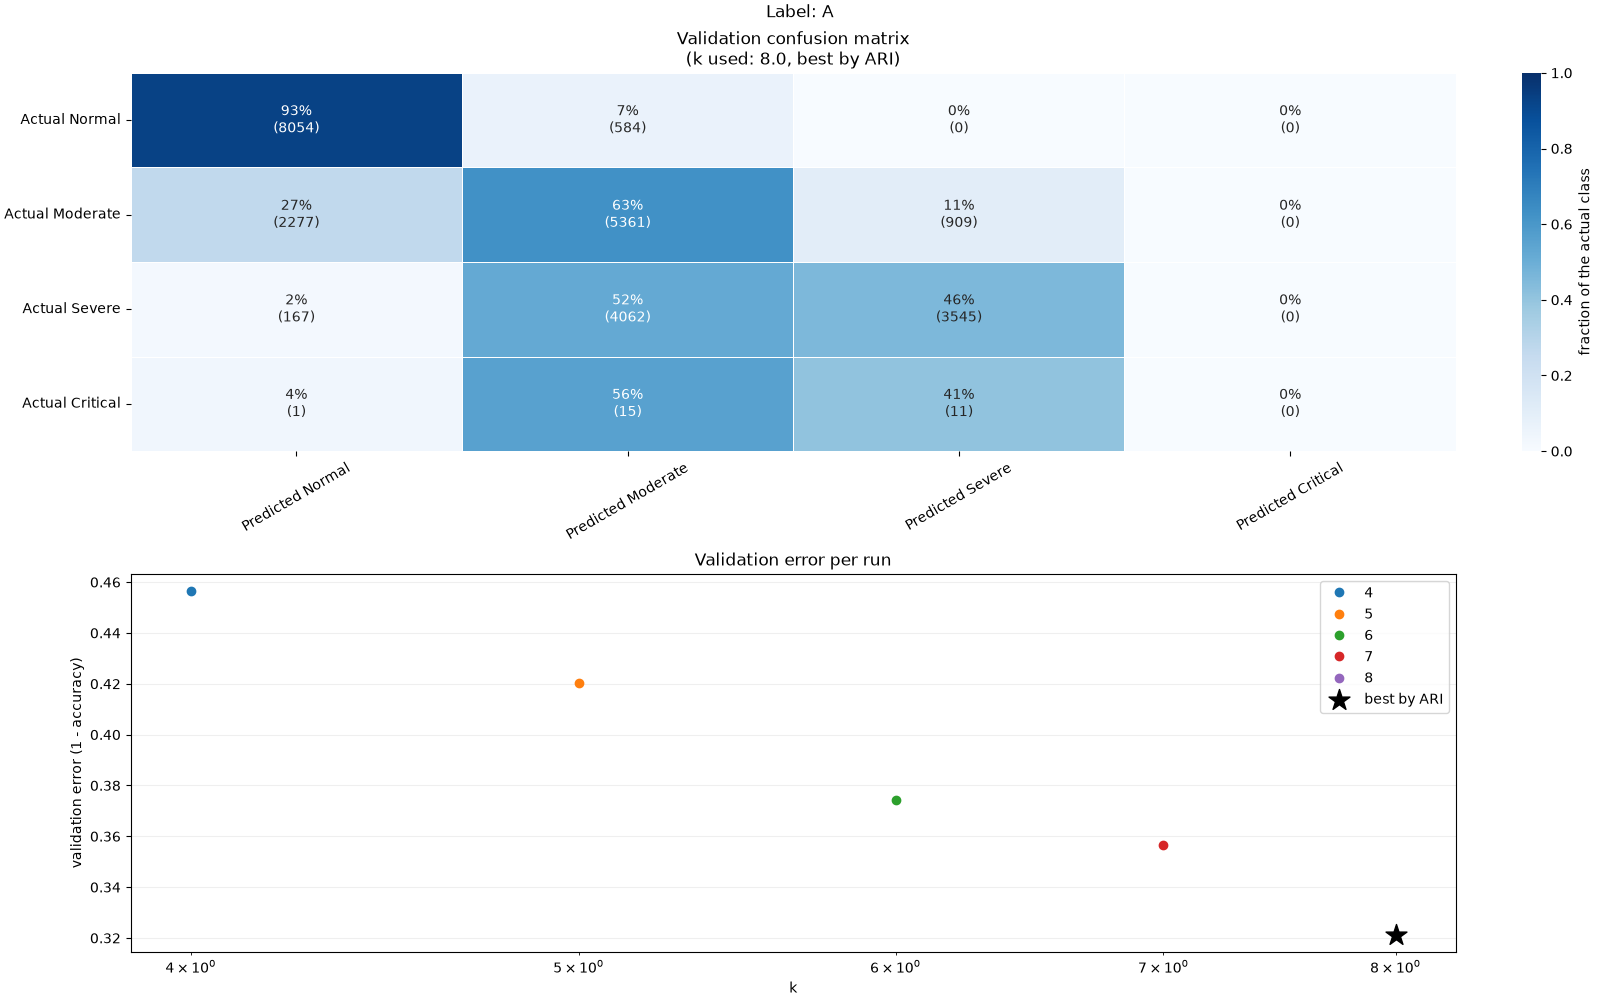 Label: A
Validation confusion matrix
(k used: 8.0, best by ARI)
Actual Normal
93%
(8054)
7%
(584)
0%
(0)
0%
(0)
Actual Moderate
27%
(2277)
63%
(5361)
11%
(909)
0%
(0)
Actual Severe
2%
(167)
52%
(4062)
46%
(3545)
0%
(0)
Actual Critical
4%
(1)
56%
(15)
41%
(11)
0%
(0)
Predicted Normal
Predicted Moderate
Predicted Severe
Predicted Critical
1.0
0.8
0.6
0.4
0.2
0.0
fraction of the actual class
Validation error per run
validation error (1 - accuracy)
0.46
0.44
0.42
0.40
0.38
0.36
0.34
0.32
4 × 10⁰
5 × 10⁰
6 × 10⁰
7 × 10⁰
8 × 10⁰
k
4
5
6
7
8
best by ARI